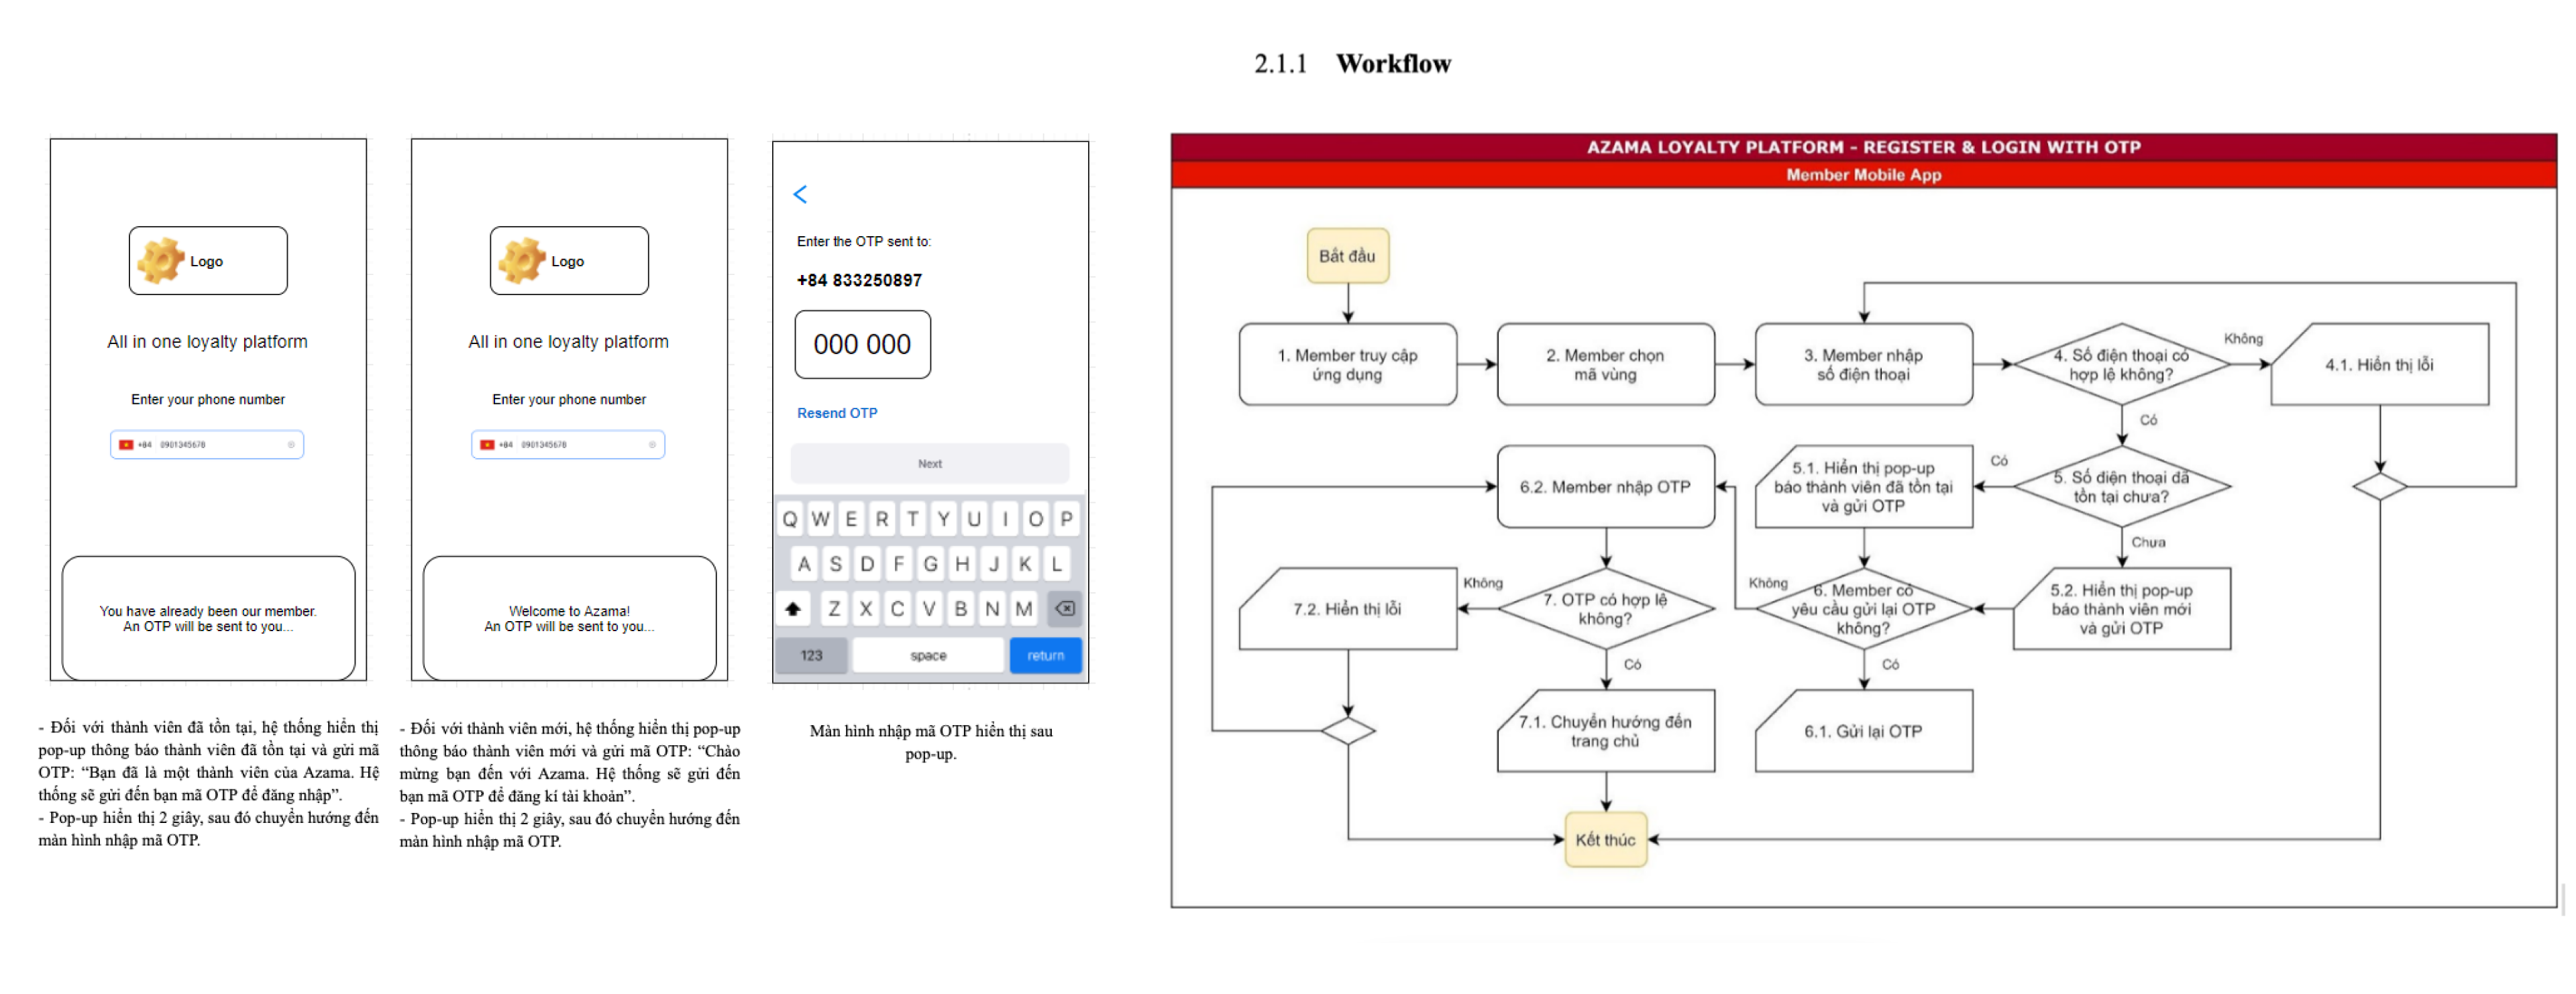 2.1.1 Workflow
Logo
All in one loyalty platform
Enter your phone number
+84 0901345678
You have already been our member.
An OTP will be sent to you...
- Đối với thành viên đã tồn tại, hệ thống hiển thị
pop-up thông báo thành viên đã tồn tại và gửi mã
OTP: “Bạn đã là một thành viên của Azama. Hệ
thống sẽ gửi đến bạn mã OTP để đăng nhập”.
- Pop-up hiển thị 2 giây, sau đó chuyển hướng đến
màn hình nhập mã OTP.
Logo
All in one loyalty platform
Enter your phone number
+84 0901345678
Welcome to Azama!
An OTP will be sent to you...
- Đối với thành viên mới, hệ thống hiển thị pop-up
thông báo thành viên mới và gửi mã OTP: “Chào
mừng bạn đến với Azama. Hệ thống sẽ gửi đến
bạn mã OTP để đăng kí tài khoản”.
- Pop-up hiển thị 2 giây, sau đó chuyển hướng đến
màn hình nhập mã OTP.
Enter the OTP sent to:
+84 833250897
000 000
Resend OTP
Next
Q W E R T Y U I O P
A S D F G H J K L
Z X C V B N M
123 space return
Màn hình nhập mã OTP hiển thị sau
pop-up.
AZAMA LOYALTY PLATFORM - REGISTER & LOGIN WITH OTP
Member Mobile App
Bắt đầu
1. Member truy cập
ứng dụng
2. Member chọn
mã vùng
3. Member nhập
số điện thoại
4. Số điện thoại có
hợp lệ không?
Không
4.1. Hiển thị lỗi
Có
5. Số điện thoại đã
tồn tại chưa?
Có
5.1. Hiển thị pop-up
báo thành viên đã tồn tại
và gửi OTP
Chưa
5.2. Hiển thị pop-up
báo thành viên mới
và gửi OTP
6. Member có
yêu cầu gửi lại OTP
không?
Không
6.2. Member nhập OTP
Có
6.1. Gửi lại OTP
7. OTP có hợp lệ
không?
Không
7.2. Hiển thị lỗi
Có
7.1. Chuyển hướng đến
trang chủ
Kết thúc